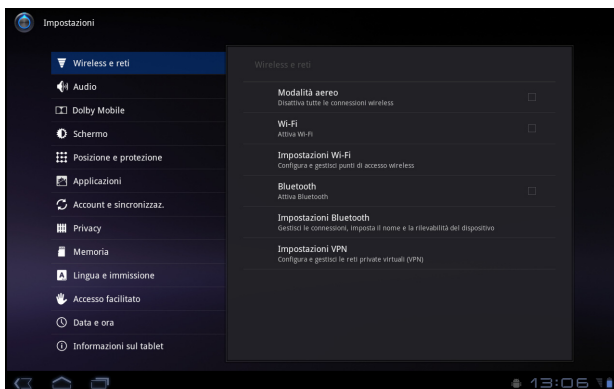 Impostazioni
Wireless e reti
Audio
Dolby Mobile
Schermo
Posizione e protezione
Applicazioni
Account e sincronizzaz.
Privacy
Memoria
Lingua e immissione
Accesso facilitato
Data e ora
Informazioni sul tablet
Wireless e reti
Modalità aereo
Disattiva tutte le connessioni wireless
Wi-Fi
Attiva Wi-Fi
Impostazioni Wi-Fi
Configura e gestisci punti di accesso wireless
Bluetooth
Attiva Bluetooth
Impostazioni Bluetooth
Gestisci le connessioni, imposta il nome e la rilevabilità del dispositivo
Impostazioni VPN
Configura e gestisci le reti private virtuali (VPN)
13:06